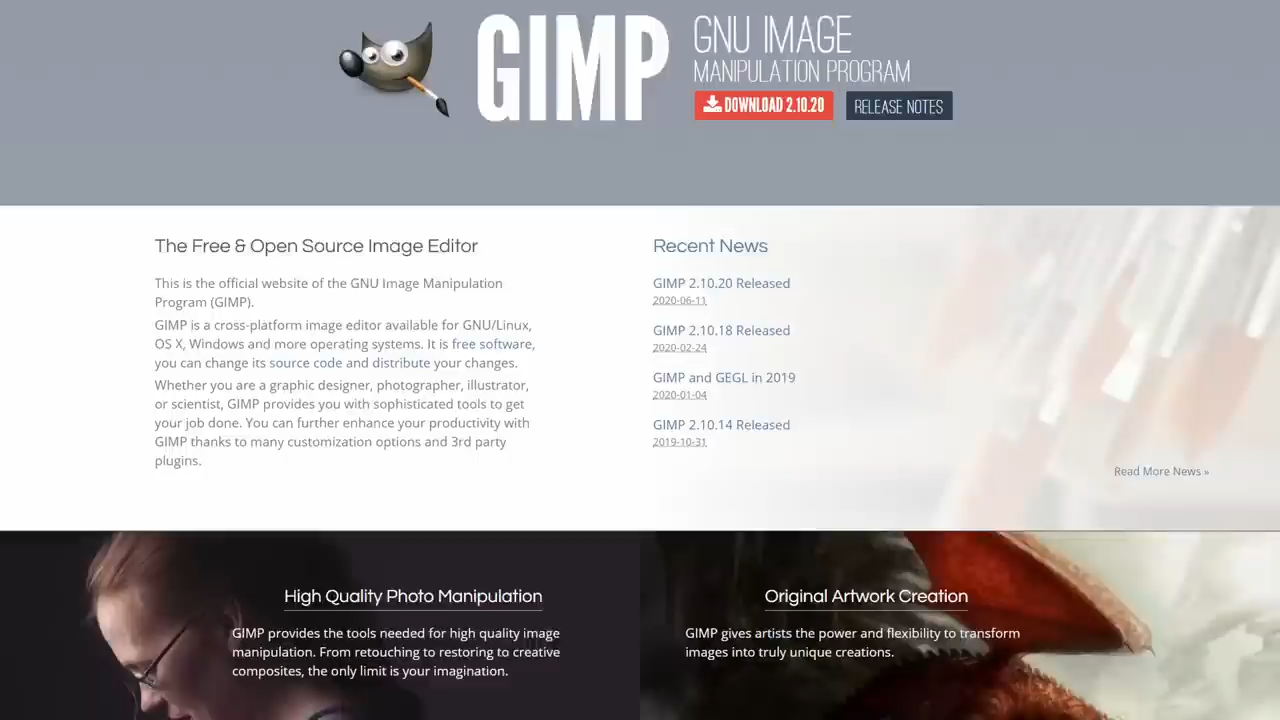 GIMP
GNU IMAGE
MANIPULATION PROGRAM
DOWNLOAD 2.10.20
RELEASE NOTES
The Free & Open Source Image Editor
This is the official website of the GNU Image Manipulation
Program (GIMP).
GIMP is a cross-platform image editor available for GNU/Linux,
OS X, Windows and more operating systems. It is free software,
you can change its source code and distribute your changes.
Whether you are a graphic designer, photographer, illustrator,
or scientist, GIMP provides you with sophisticated tools to get
your job done. You can further enhance your productivity with
GIMP thanks to many customization options and 3rd party
plugins.
Recent News
GIMP 2.10.20 Released
2020-06-11
GIMP 2.10.18 Released
2020-02-24
GIMP and GEGL in 2019
2020-01-04
GIMP 2.10.14 Released
2019-10-31
Read More News »
High Quality Photo Manipulation
GIMP provides the tools needed for high quality image
manipulation. From retouching to restoring to creative
composites, the only limit is your imagination.
Original Artwork Creation
GIMP gives artists the power and flexibility to transform
images into truly unique creations.